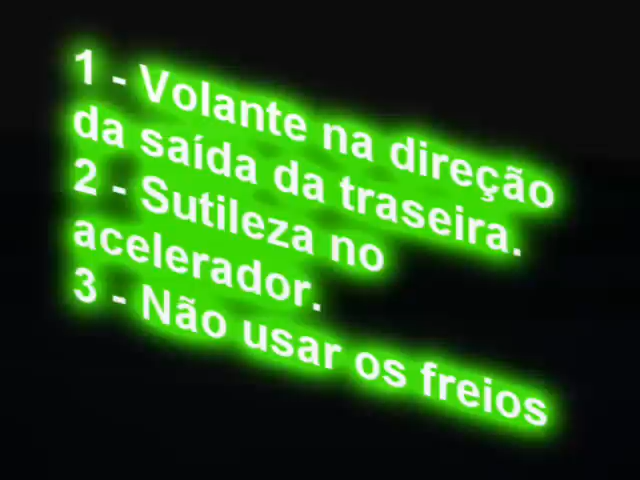 1 - Volante na direção
da saída da traseira.
2 - Sutileza no
acelerador.
3 - Não usar os freios